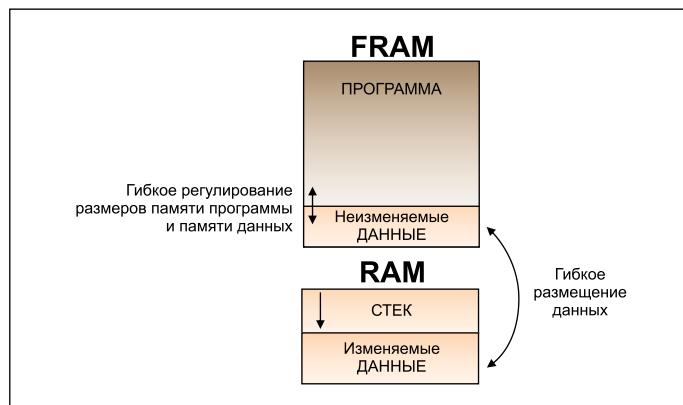 FRAM
ПРОГРАММА
Гибкое регулирование
размеров памяти программы
и памяти данных
Неизменяемые
ДАННЫЕ
RAM
СТЕК
Изменяемые
ДАННЫЕ
Гибкое
размещение
данных